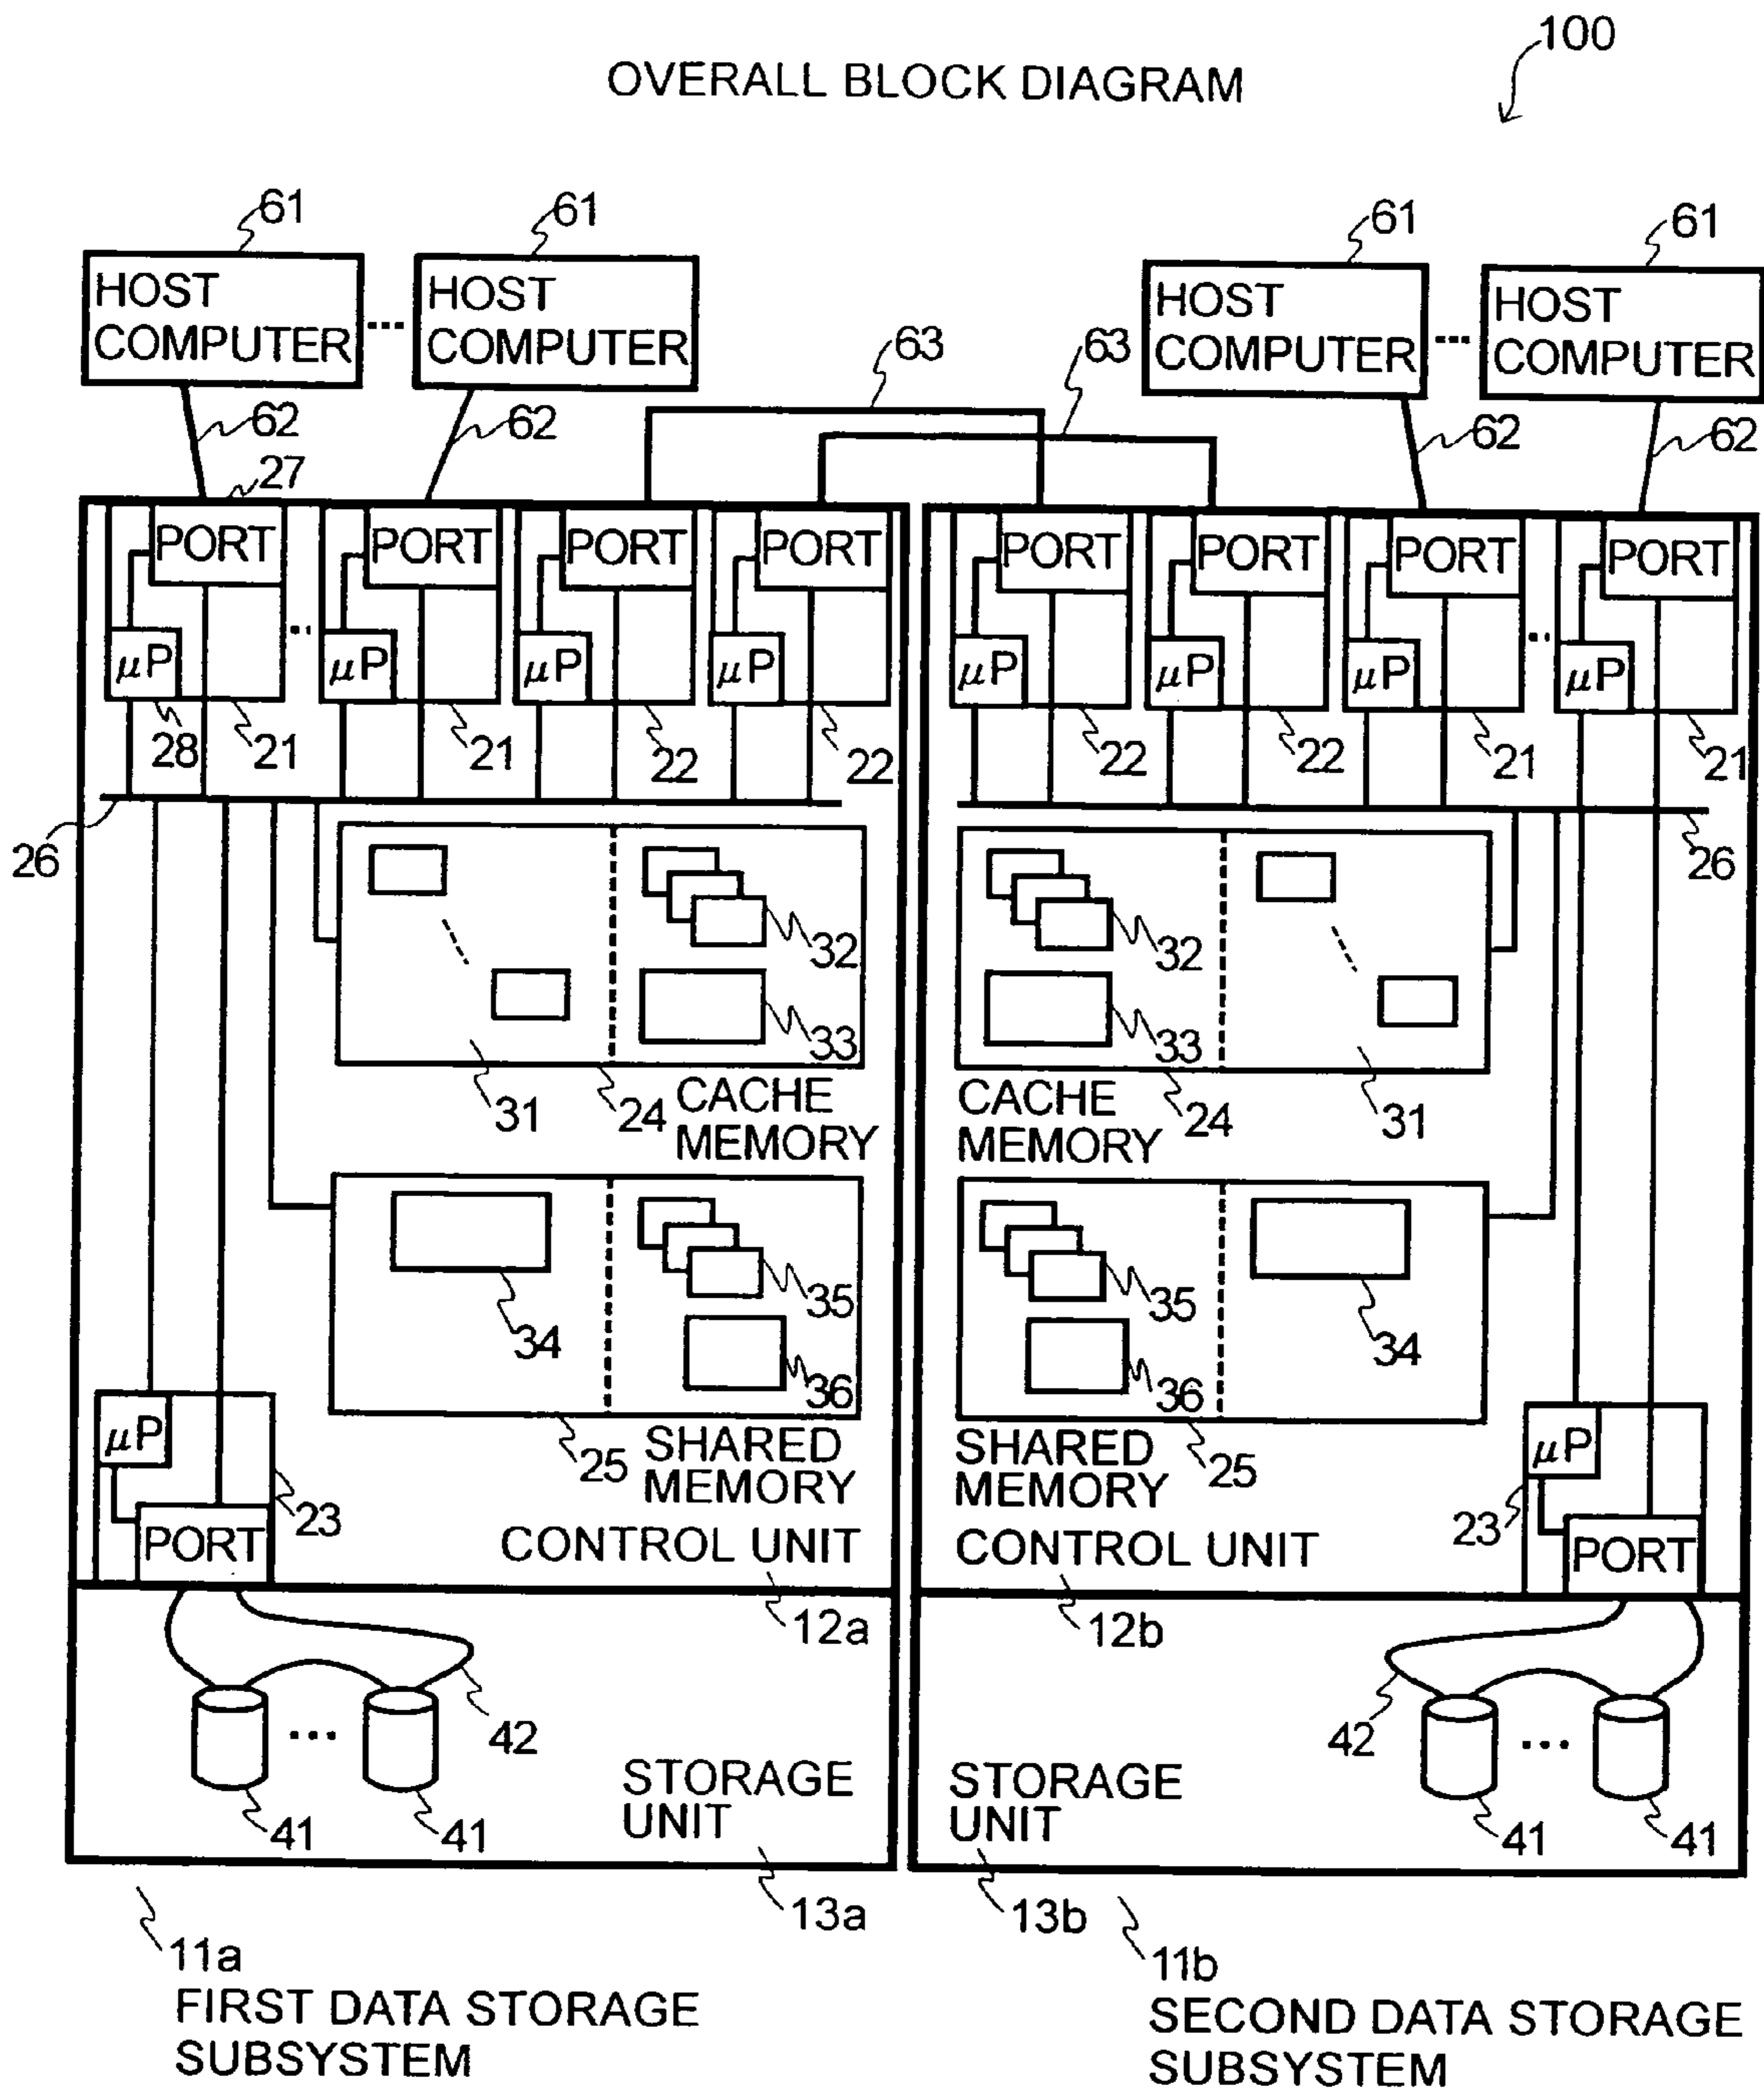 100
OVERALL BLOCK DIAGRAM
61
61
61
61
HOST
COMPUTER
...
HOST
COMPUTER
HOST
COMPUTER
...
HOST
COMPUTER
63
63
62
62
62
62
27
PORT
PORT
PORT
PORT
PORT
PORT
PORT
PORT
μP
μP
μP
μP
μP
μP
μP
μP
28
21
21
22
22
22
22
21
21
26
26
32
32
33
33
31
24
CACHE
MEMORY
CACHE
MEMORY
24
31
35
35
34
34
36
36
μP
25
SHARED
MEMORY
SHARED
MEMORY
25
μP
23
23
PORT
CONTROL UNIT
CONTROL UNIT
PORT
12a
12b
42
42
...
...
STORAGE
UNIT
STORAGE
UNIT
41
41
41
41
13a
13b
11a
FIRST DATA STORAGE
SUBSYSTEM
11b
SECOND DATA STORAGE
SUBSYSTEM